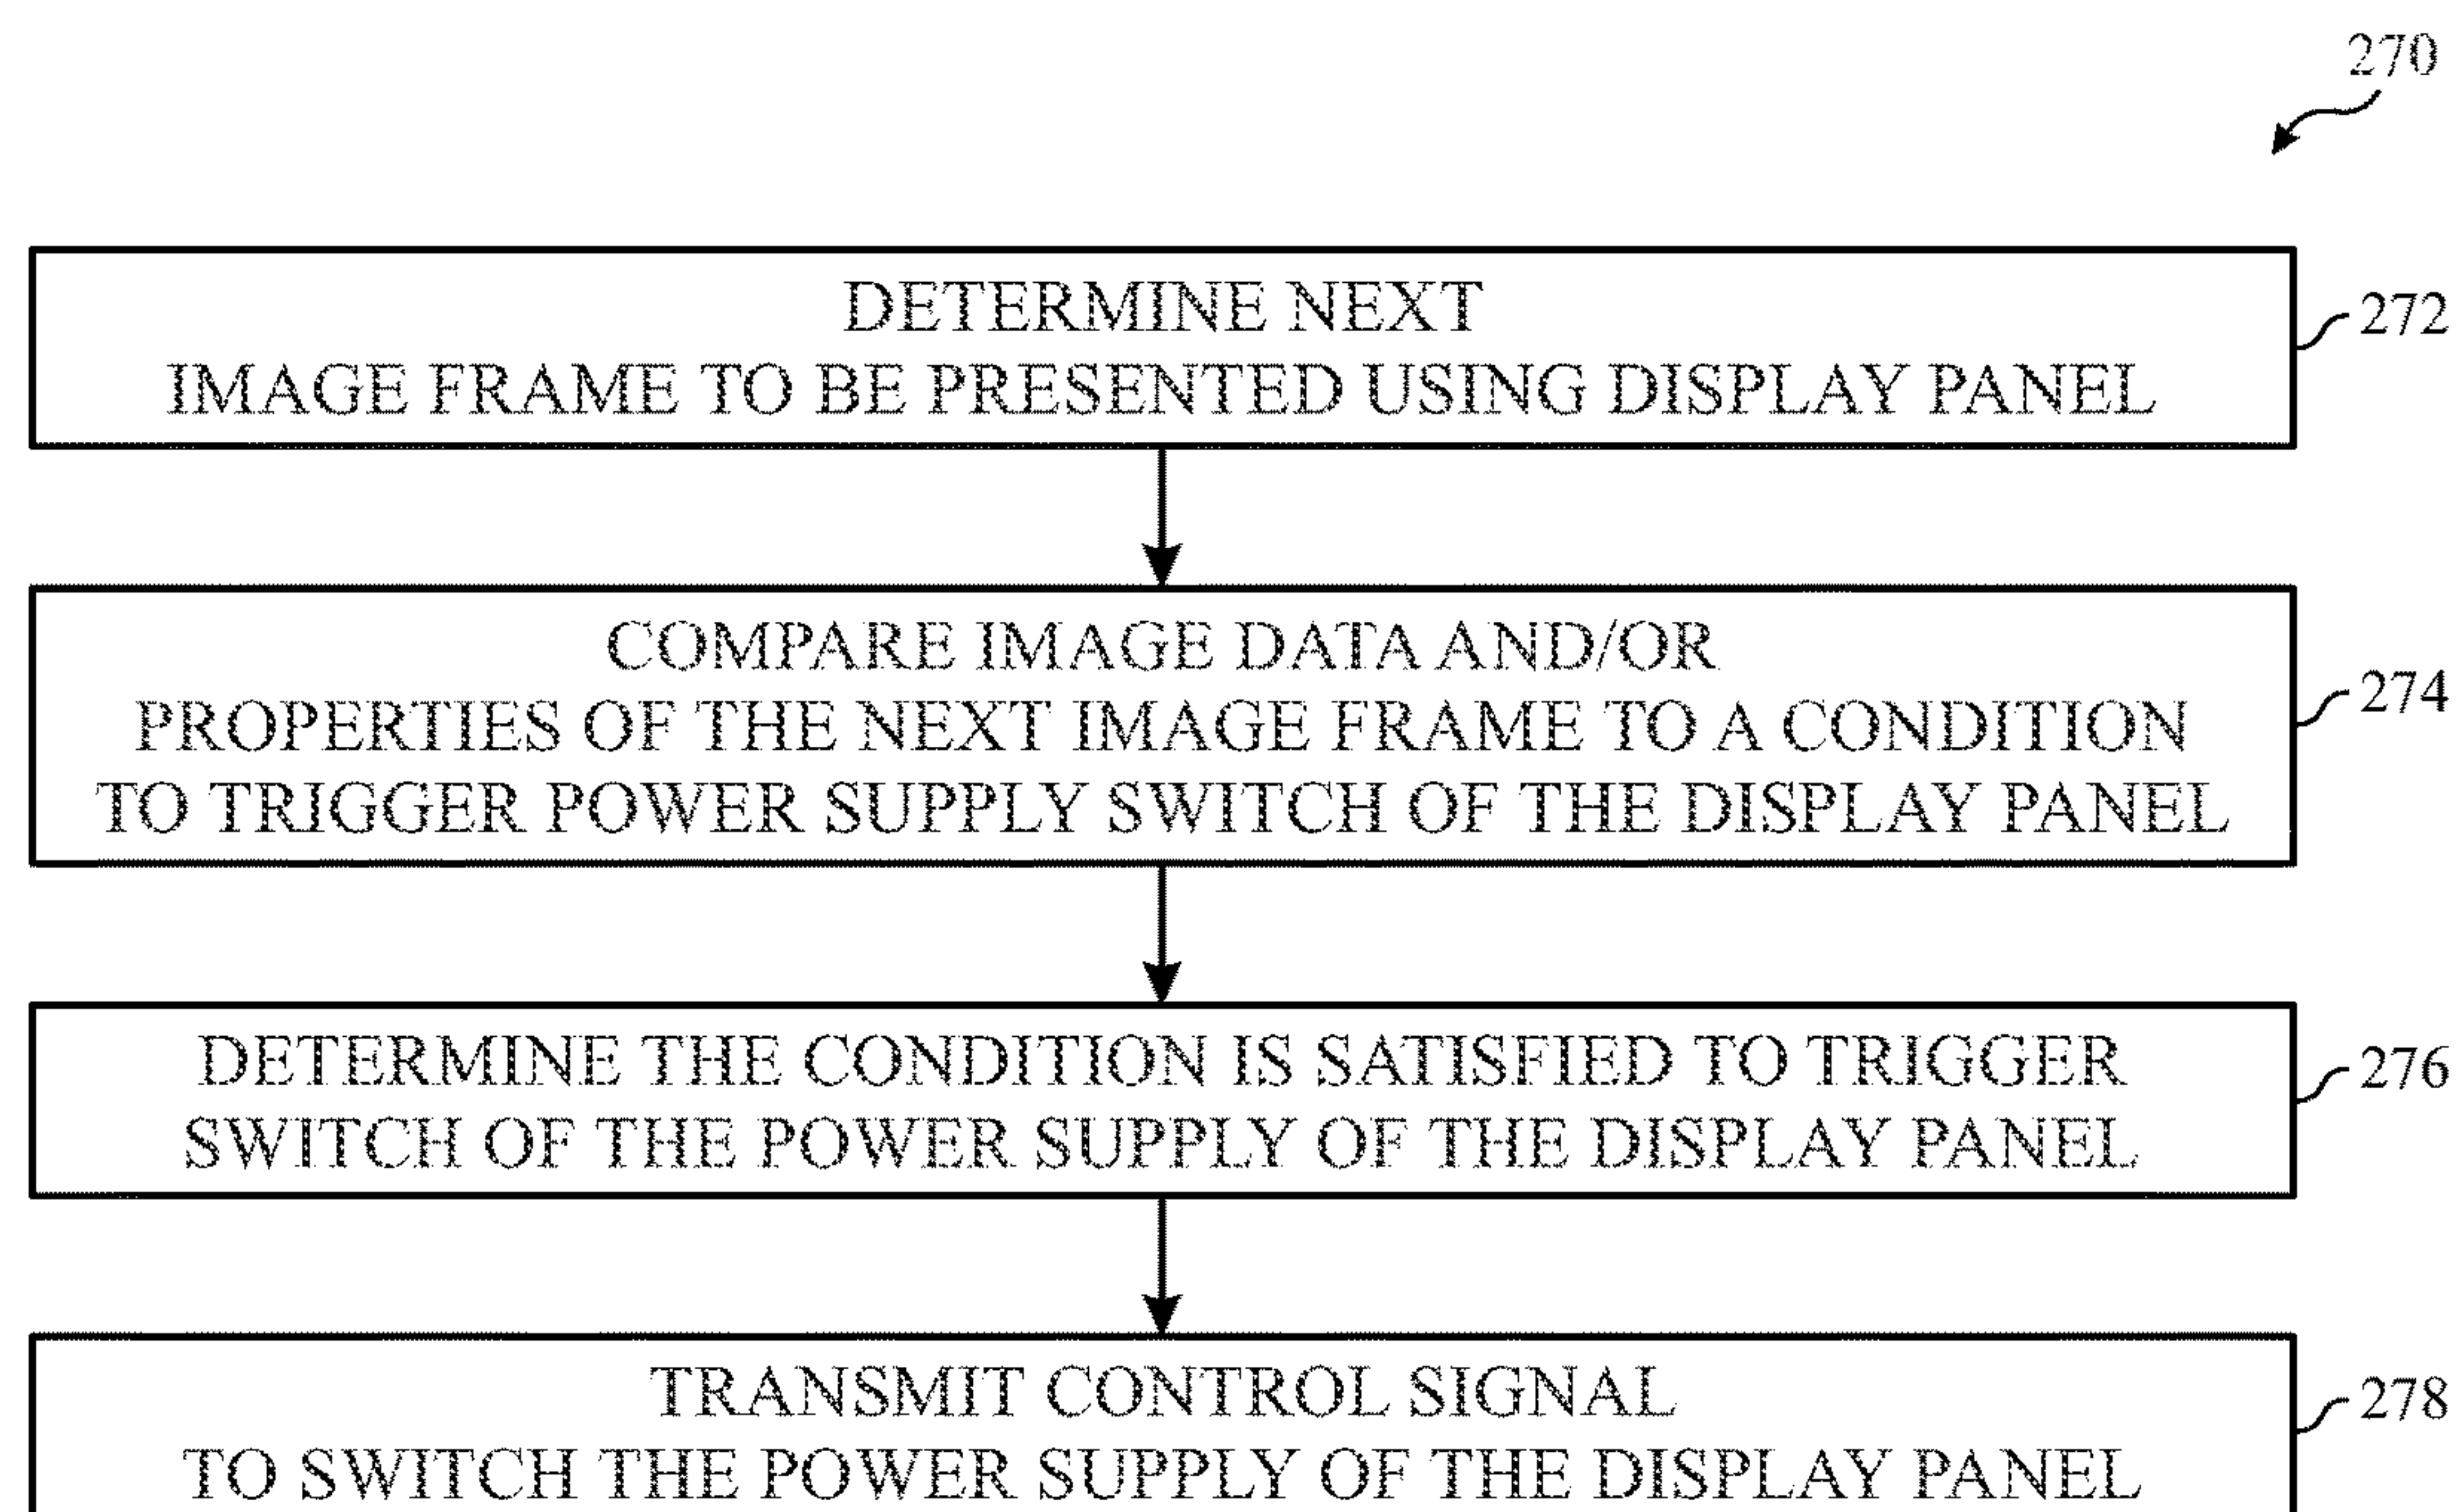 270
DETERMINE NEXT
IMAGE FRAME TO BE PRESENTED USING DISPLAY PANEL
272
COMPARE IMAGE DATA AND/OR
PROPERTIES OF THE NEXT IMAGE FRAME TO A CONDITION
TO TRIGGER POWER SUPPLY SWITCH OF THE DISPLAY PANEL
274
DETERMINE THE CONDITION IS SATISFIED TO TRIGGER
SWITCH OF THE POWER SUPPLY OF THE DISPLAY PANEL
276
TRANSMIT CONTROL SIGNAL
TO SWITCH THE POWER SUPPLY OF THE DISPLAY PANEL
278